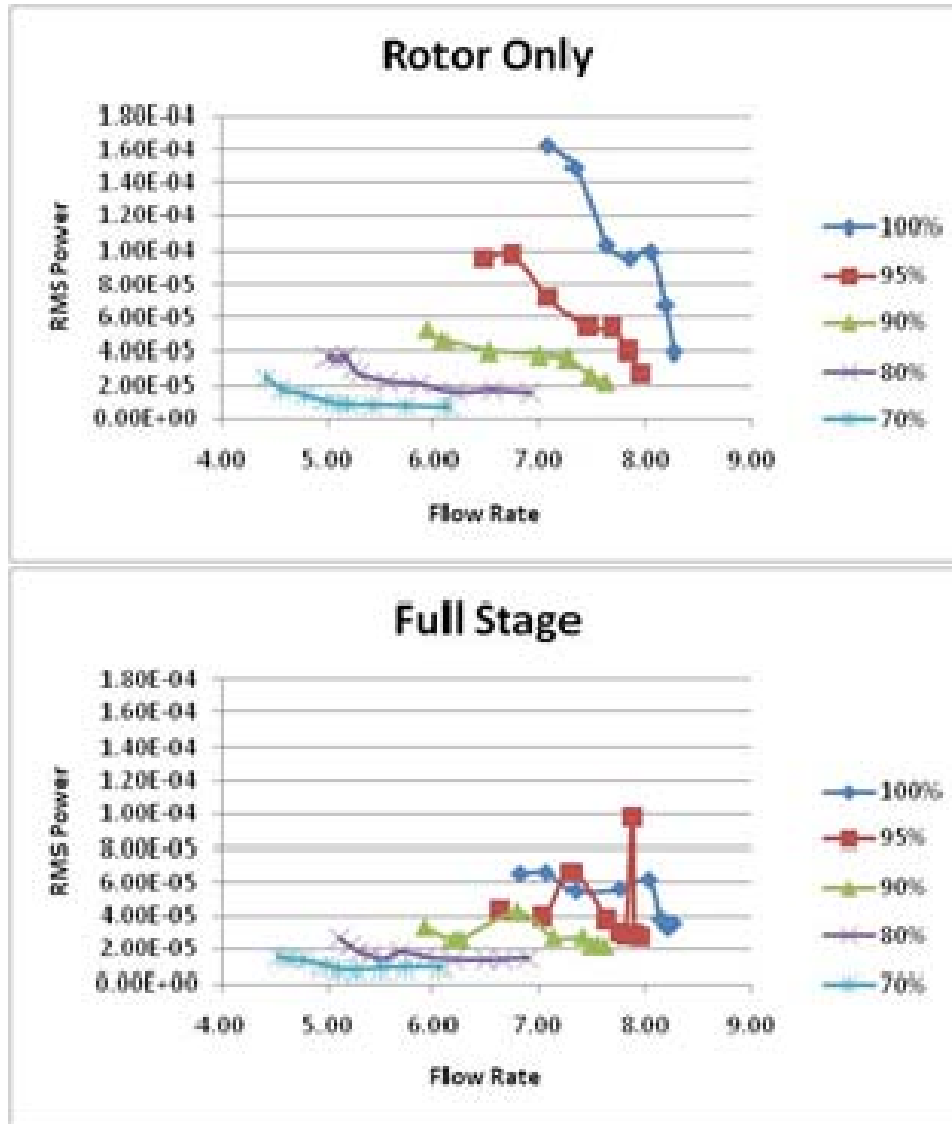 Rotor Only
1.80E-04
1.60E-04
1.40E-04
1.20E-04
1.00E-04
8.00E-05
6.00E-05
4.00E-05
2.00E-05
0.00E+00
RMS Power
4.00 5.00 6.00 7.00 8.00 9.00
Flow Rate
100%
95%
90%
80%
70%
Full Stage
1.80E-04
1.60E-04
1.40E-04
1.20E-04
1.00E-04
8.00E-05
6.00E-05
4.00E-05
2.00E-05
0.00E+00
RMS Power
4.00 5.00 6.00 7.00 8.00 9.00
Flow Rate
100%
95%
90%
80%
70%